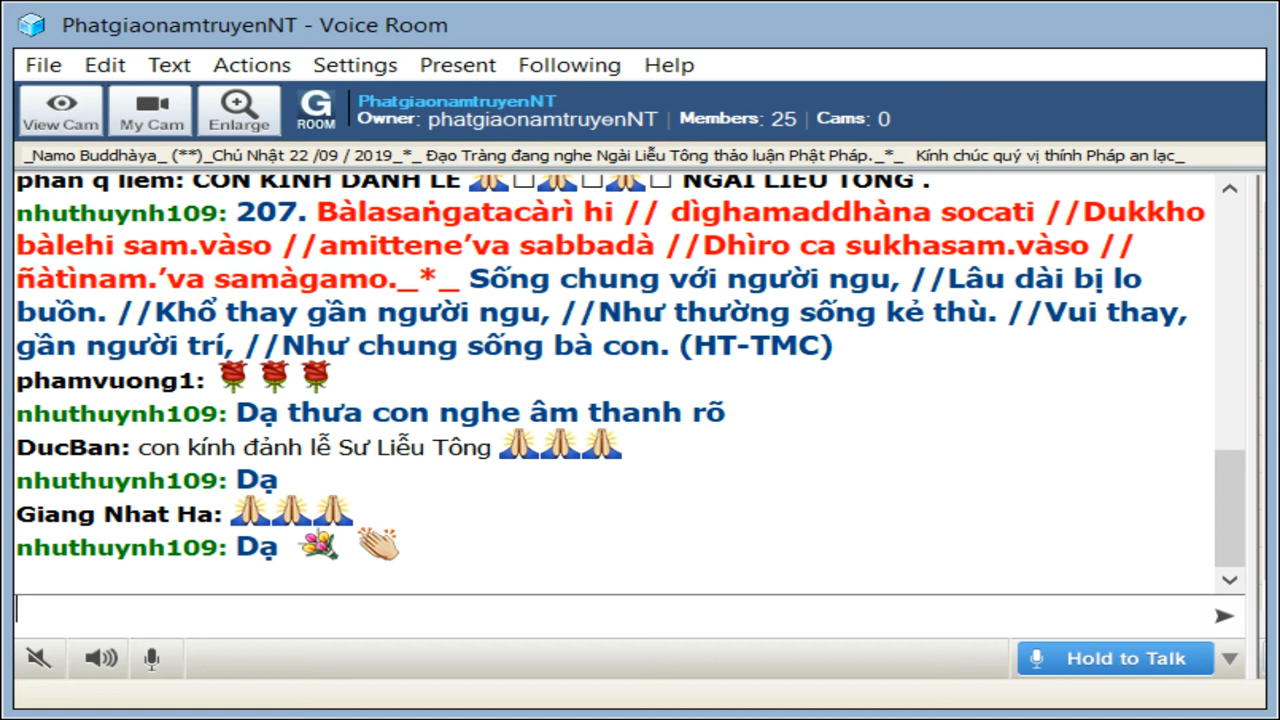 PhatgiaonamtruyenNT - Voice Room
File Edit Text Actions Settings Present Following Help
View Cam My Cam Enlarge G ROOM
PhatgiaonamtruyenNT
Owner: phatgiaonamtruyenNT | Members: 25 | Cams: 0
_Namo Buddhàya_ (**)_Chủ Nhật 22 /09 / 2019_*_ Đạo Tràng đang nghe Ngài Liễu Tông thảo luận Phật Pháp._*_ Kính chúc quý vị thính Pháp an lạc_
phan q liem: CON KINH DANH LE 🙏□🙏□🙏□ NGAI LIEU TONG .
nhuthuynh109: 207. Bàlasaṅgatacàrì hi // dìghamaddhàna socati //Dukkho
bàlehi sam.vàso //amittene’va sabbadà //Dhìro ca sukhasam.vàso //
ñàtìnam.’va samàgamo._*_ Sống chung với người ngu, //Lâu dài bị lo
buồn. //Khổ thay gần người ngu, //Như thường sống kẻ thù. //Vui thay,
gần người trí, //Như chung sống bà con. (HT-TMC)
phamvuong1: 🌹🌹🌹
nhuthuynh109: Dạ thưa con nghe âm thanh rõ
DucBan: con kính đảnh lễ Sư Liễu Tông 🙏🙏🙏
nhuthuynh109: Dạ
Giang Nhat Ha: 🙏🙏🙏
nhuthuynh109: Dạ 💐 👏
Hold to Talk